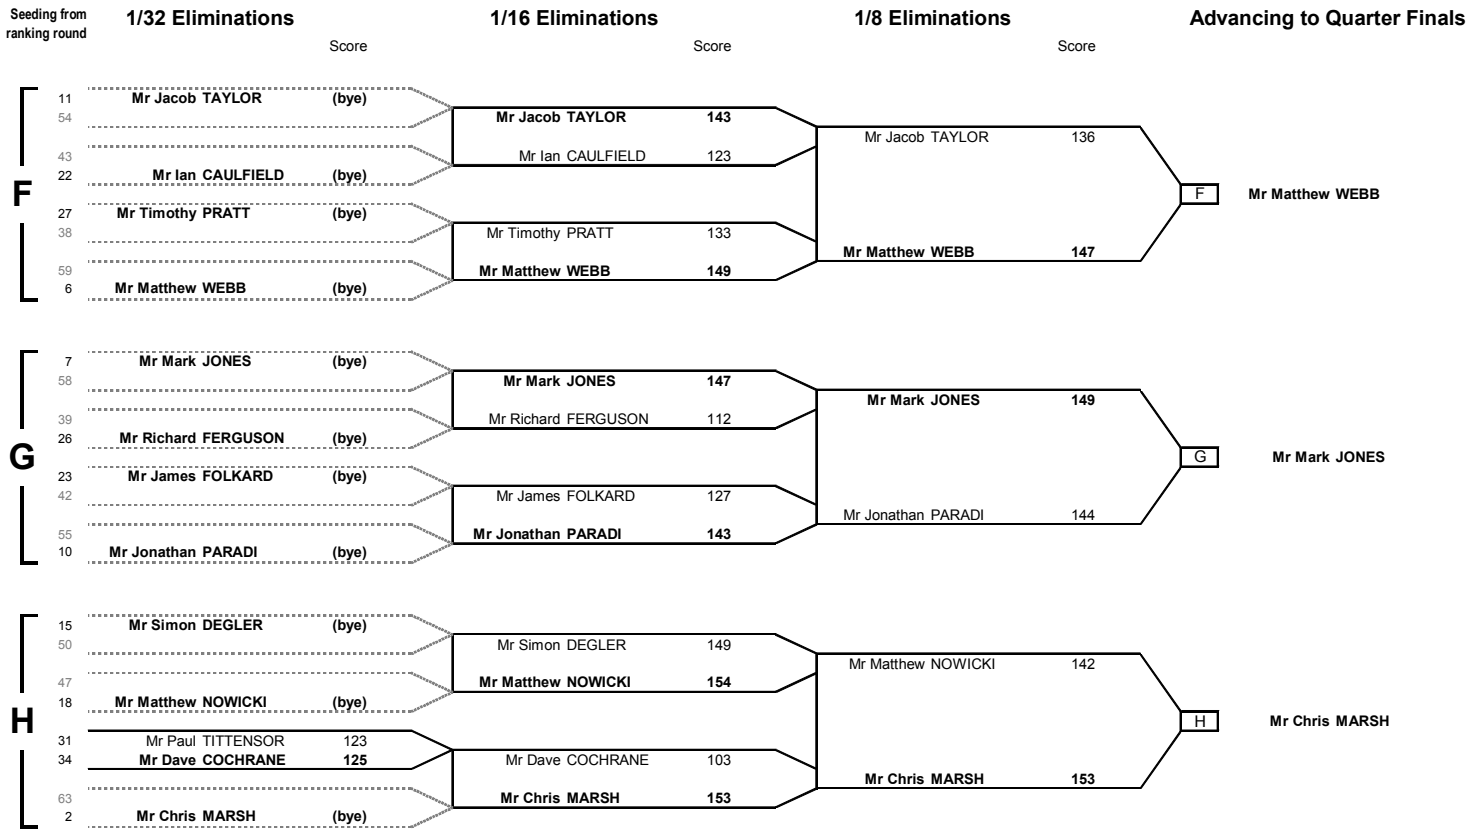 Seeding from ranking round 1/32 Eliminations 1/16 Eliminations 1/8 Eliminations Advancing to Quarter Finals
Score Score Score
11 Mr Jacob TAYLOR (bye)
54 Mr Jacob TAYLOR 143
Mr Jacob TAYLOR 136
43 Mr Ian CAULFIELD 123
22 Mr Ian CAULFIELD (bye)
F F Mr Matthew WEBB
27 Mr Timothy PRATT (bye)
38 Mr Timothy PRATT 133
Mr Matthew WEBB 147
59 Mr Matthew WEBB 149
6 Mr Matthew WEBB (bye)
7 Mr Mark JONES (bye)
58 Mr Mark JONES 147
Mr Mark JONES 149
39 Mr Richard FERGUSON 112
26 Mr Richard FERGUSON (bye)
G G Mr Mark JONES
23 Mr James FOLKARD (bye)
42 Mr James FOLKARD 127
Mr Jonathan PARADI 144
55 Mr Jonathan PARADI 143
10 Mr Jonathan PARADI (bye)
15 Mr Simon DEGLER (bye)
50 Mr Simon DEGLER 149
Mr Matthew NOWICKI 142
47 Mr Matthew NOWICKI 154
18 Mr Matthew NOWICKI (bye)
H H Mr Chris MARSH
31 Mr Paul TITTENSOR 123
34 Mr Dave COCHRANE 125 Mr Dave COCHRANE 103
Mr Chris MARSH 153
63 Mr Chris MARSH 153
2 Mr Chris MARSH (bye)